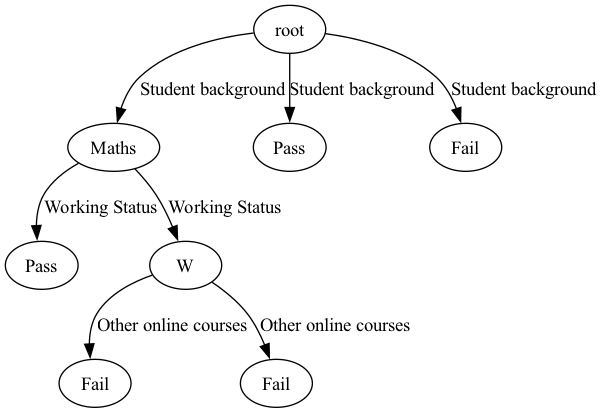 root
Student background Student background Student background
Maths Pass Fail
Working Status Working Status
Pass W
Other online courses Other online courses
Fail Fail